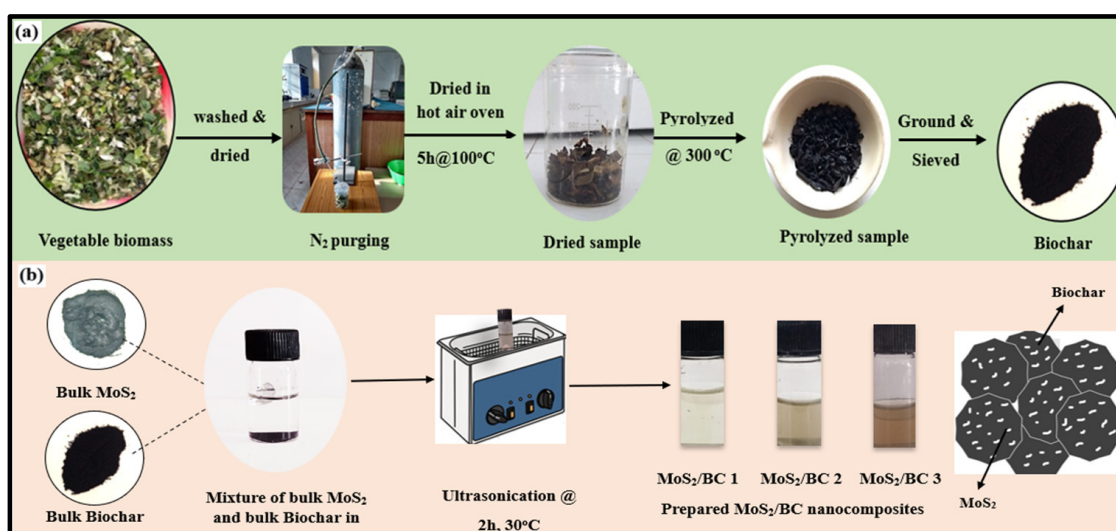 (a)
washed &
dried
Dried in
hot air oven
5h@100°C
Pyrolyzed
@ 300 °C
Ground &
Sieved
Vegetable biomass
N₂ purging
Dried sample
Pyrolyzed sample
Biochar
(b)
Bulk MoS₂
Bulk Biochar
Mixture of bulk MoS₂
and bulk Biochar in
Ultrasonication @
2h, 30°C
MoS₂/BC 1
MoS₂/BC 2
MoS₂/BC 3
Prepared MoS₂/BC nanocomposites
Biochar
MoS₂